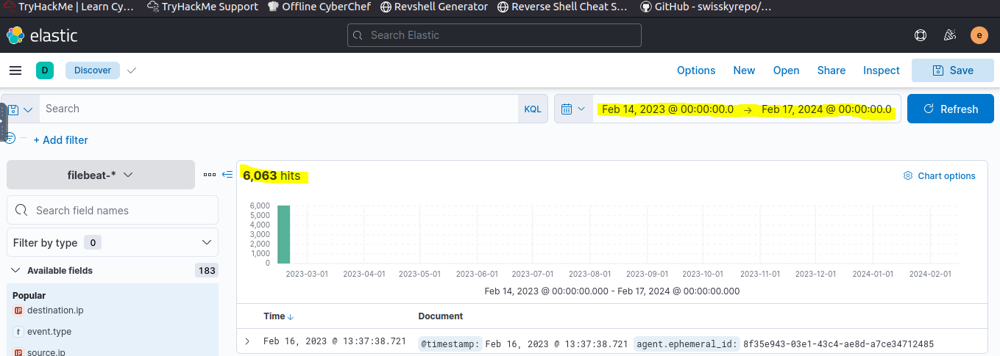 TryHackMe | Learn Cy… TryHackMe Support Offline CyberChef Revshell Generator Reverse Shell Cheat S… GitHub - swisskyrepo/…
elastic Search Elastic e
D Discover Options New Open Share Inspect Save
Search KQL Feb 14, 2023 @ 00:00:00.0 → Feb 17, 2024 @ 00:00:00.0 Refresh
+ Add filter
filebeat-* 6,063 hits Chart options
Search field names
Filter by type 0
Available fields 183
Popular
destination.ip
event.type
source.ip
6,000
5,000
4,000
3,000
2,000
1,000
0
2023-03-01 2023-04-01 2023-05-01 2023-06-01 2023-07-01 2023-08-01 2023-09-01 2023-10-01 2023-11-01 2023-12-01 2024-01-01 2024-02-01
Feb 14, 2023 @ 00:00:00.000 - Feb 17, 2024 @ 00:00:00.000
Time↓ Document
Feb 16, 2023 @ 13:37:38.721 @timestamp: Feb 16, 2023 @ 13:37:38.721 agent.ephemeral_id: 8f35e943-03e1-43c4-ae8d-a7ce34712485